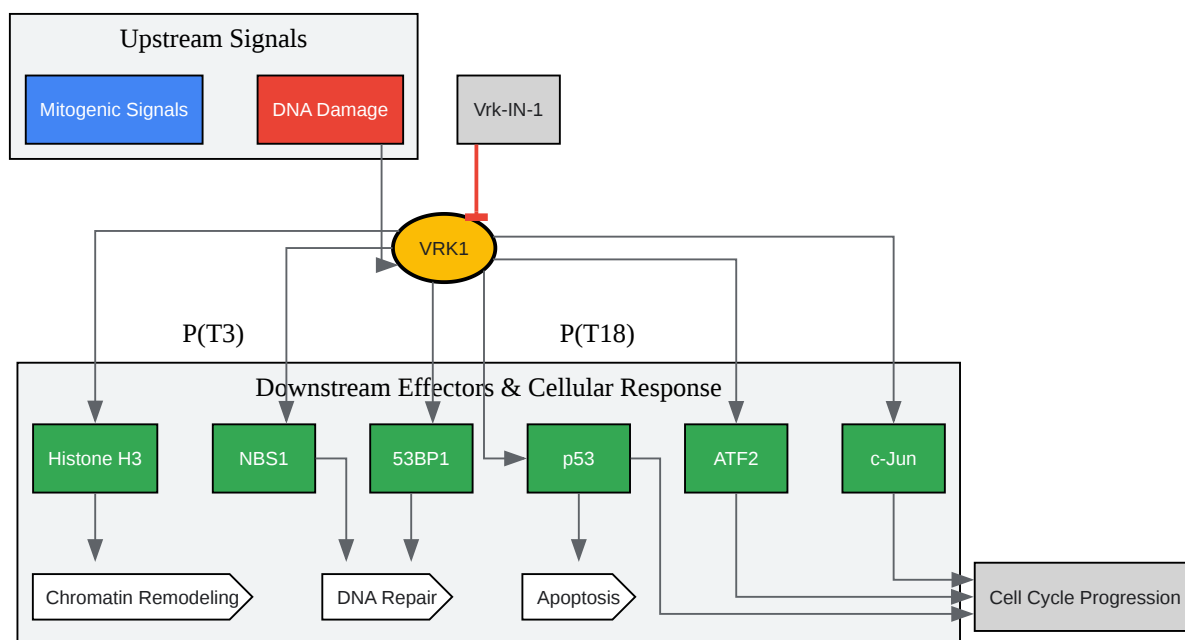 Upstream Signals
Mitogenic Signals
DNA Damage
Vrk-IN-1
VRK1
P(T3)
P(T18)
Downstream Effectors & Cellular Response
Histone H3
NBS1
53BP1
p53
ATF2
c-Jun
Chromatin Remodeling
DNA Repair
Apoptosis
Cell Cycle Progression